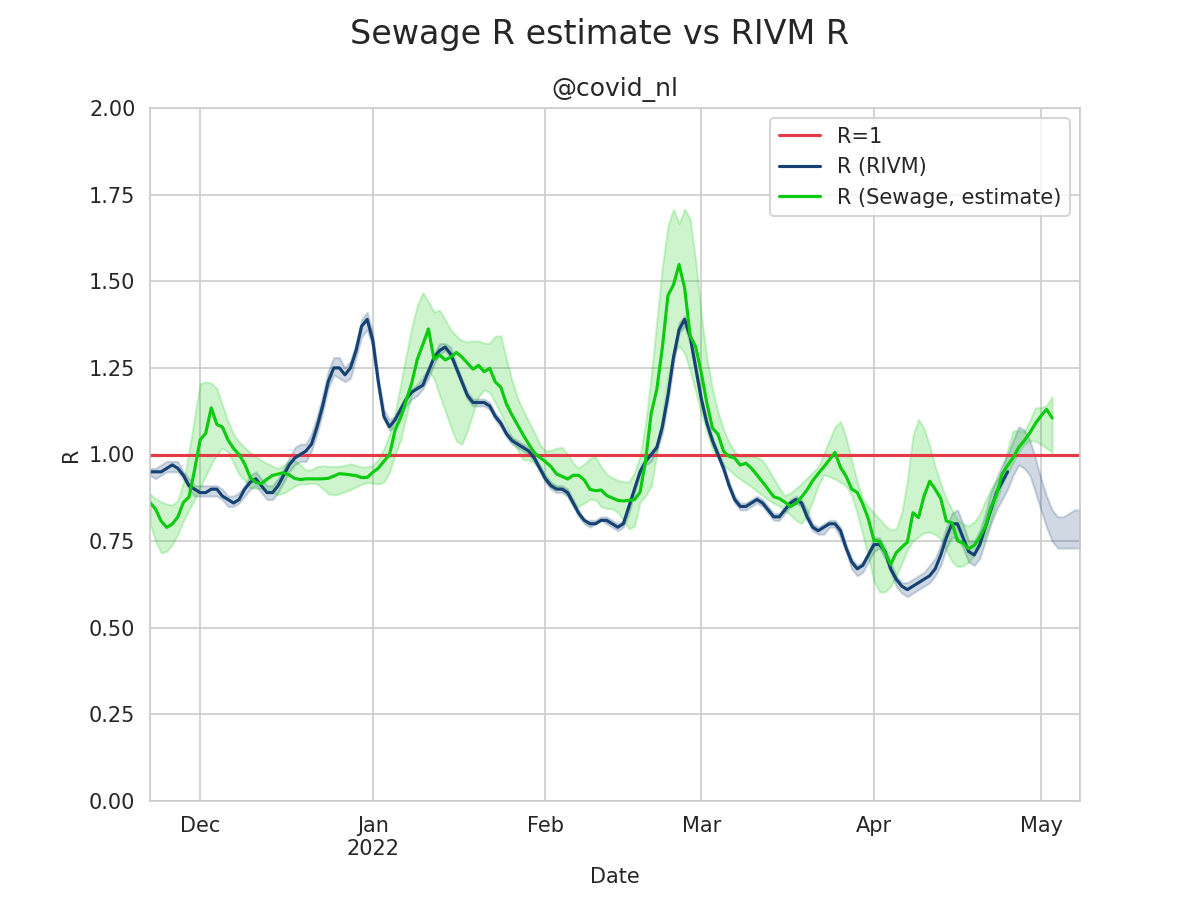 Sewage R estimate vs RIVM R
@covid_nl
2.00
1.75
1.50
1.25
1.00
0.75
0.50
0.25
0.00
R
R=1
R (RIVM)
R (Sewage, estimate)
Dec Jan Feb Mar Apr May
2022
Date